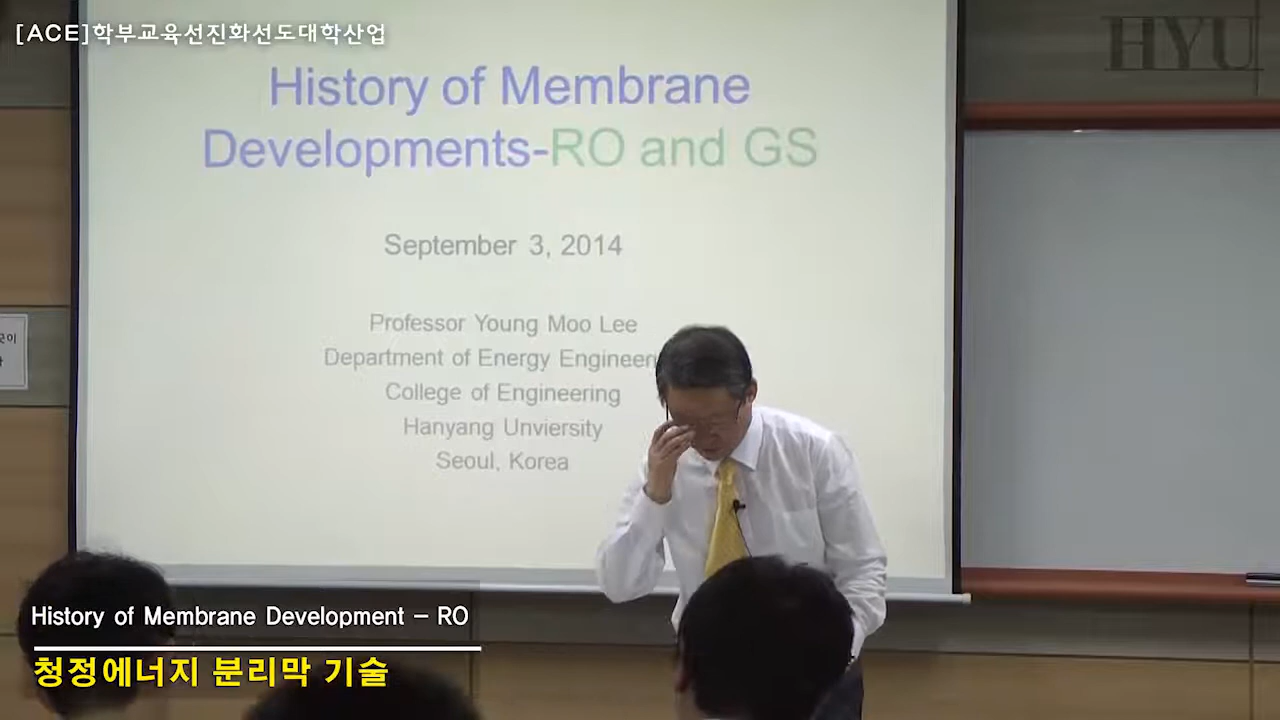 [ACE]학부교육선진화선도대학산업
HYU
History of Membrane
Developments-RO and GS
September 3, 2014
Professor Young Moo Lee
Department of Energy Engineer
College of Engineering
Hanyang Unviersity
Seoul, Korea
History of Membrane Development – RO
청정에너지 분리막 기술